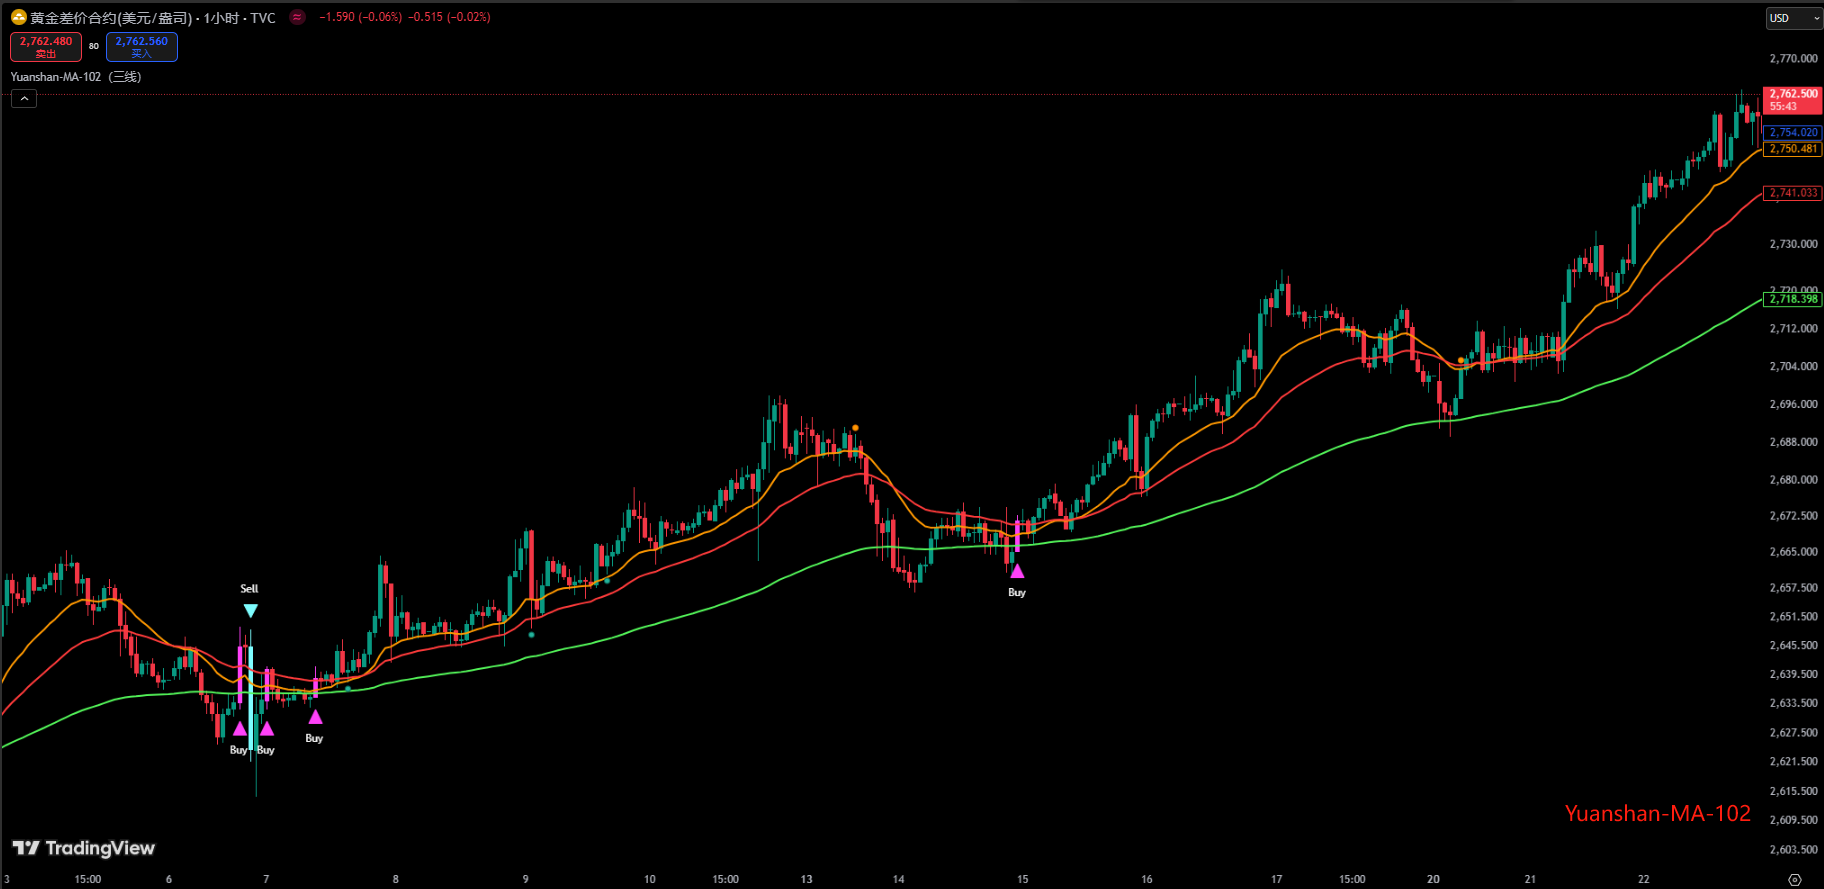 黄金差价合约(美元/盎司) · 1小时 · TVC ≈ −1.590 (−0.06%) −0.515 (−0.02%)
USD
2,762.480 80 2,762.560
卖出 买入
Yuanshan-MA-102 (三线)
2,770.000
2,762.500
55:43
2,754.020
2,750.481
2,741.033
2,730.000
2,720.000
2,718.398
2,712.000
2,704.000
2,696.000
2,688.000
2,680.000
2,672.500
2,665.000
2,657.500
2,651.500
2,645.500
2,639.500
2,633.500
2,627.500
2,621.500
2,615.500
2,609.500
2,603.500
Sell
Buy
Buy Buy
Buy
Yuanshan-MA-102
TradingView
3 15:00 6 7 8 9 10 15:00 13 14 15 16 17 15:00 20 21 22